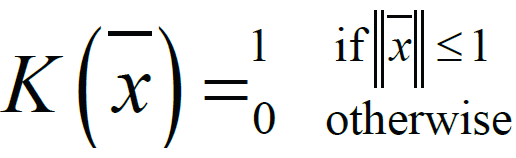 K(x̅) = 1 if ‖x̅‖ ≤ 1
0 otherwise